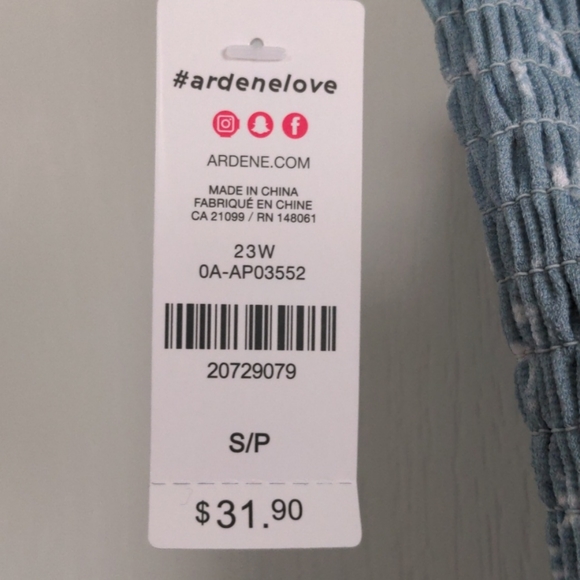 #ardenelove
ARDENE.COM
MADE IN CHINA
FABRIQUÉ EN CHINE
CA 21099 / RN 148061
23W
0A-AP03552
20729079
S/P
$31.90